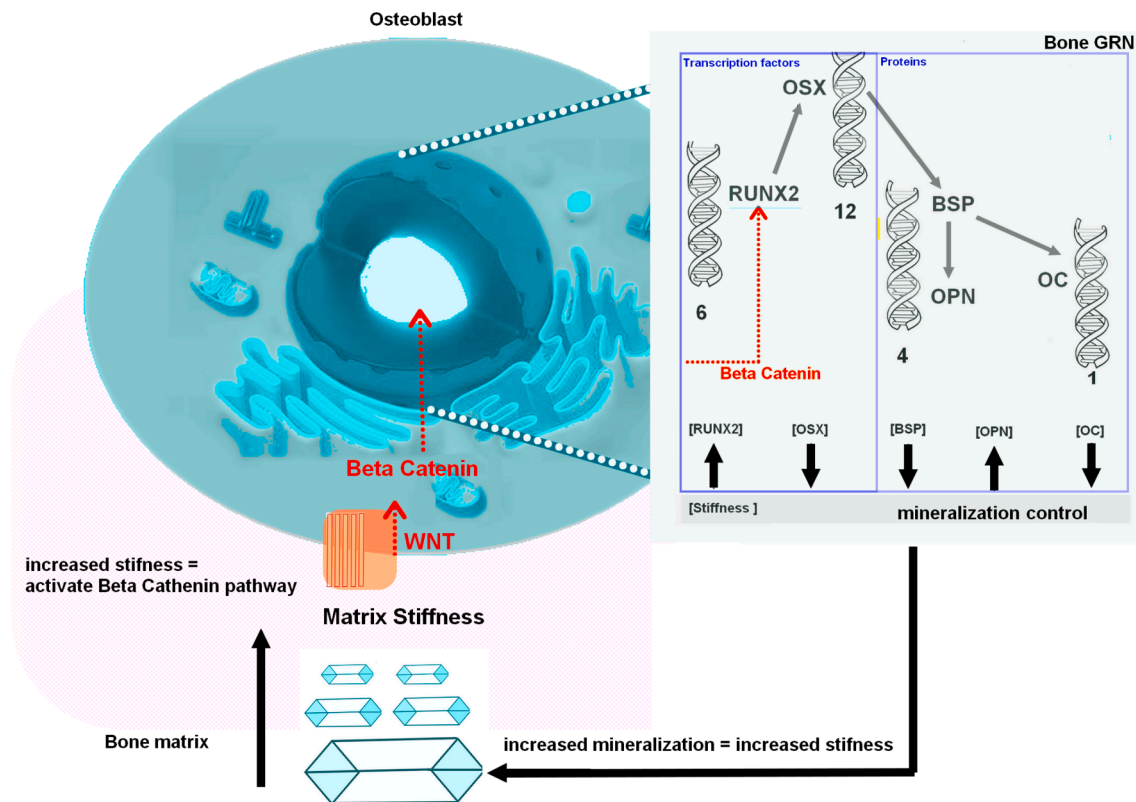 Osteoblast
Bone GRN
Transcription factors
Proteins
OSX
RUNX2
12
BSP
OC
OPN
6
4
1
Beta Catenin
[RUNX2]
[OSX]
[BSP]
[OPN]
[OC]
[Stiffness ]
mineralization control
Beta Catenin
WNT
increased stifness =
activate Beta Cathenin pathway
Matrix Stiffness
Bone matrix
increased mineralization = increased stifness
1